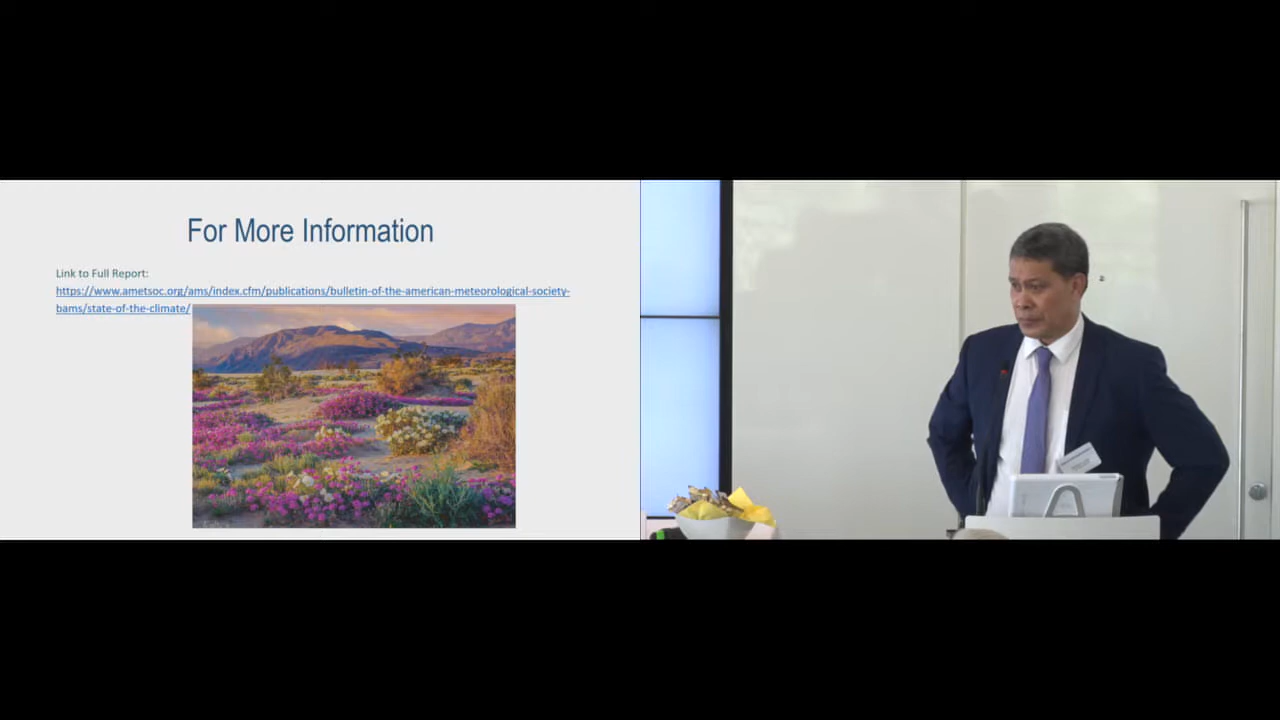 For More Information
Link to Full Report:
https://www.ametsoc.org/ams/index.cfm/publications/bulletin-of-the-american-meteorological-society-
bams/state-of-the-climate/